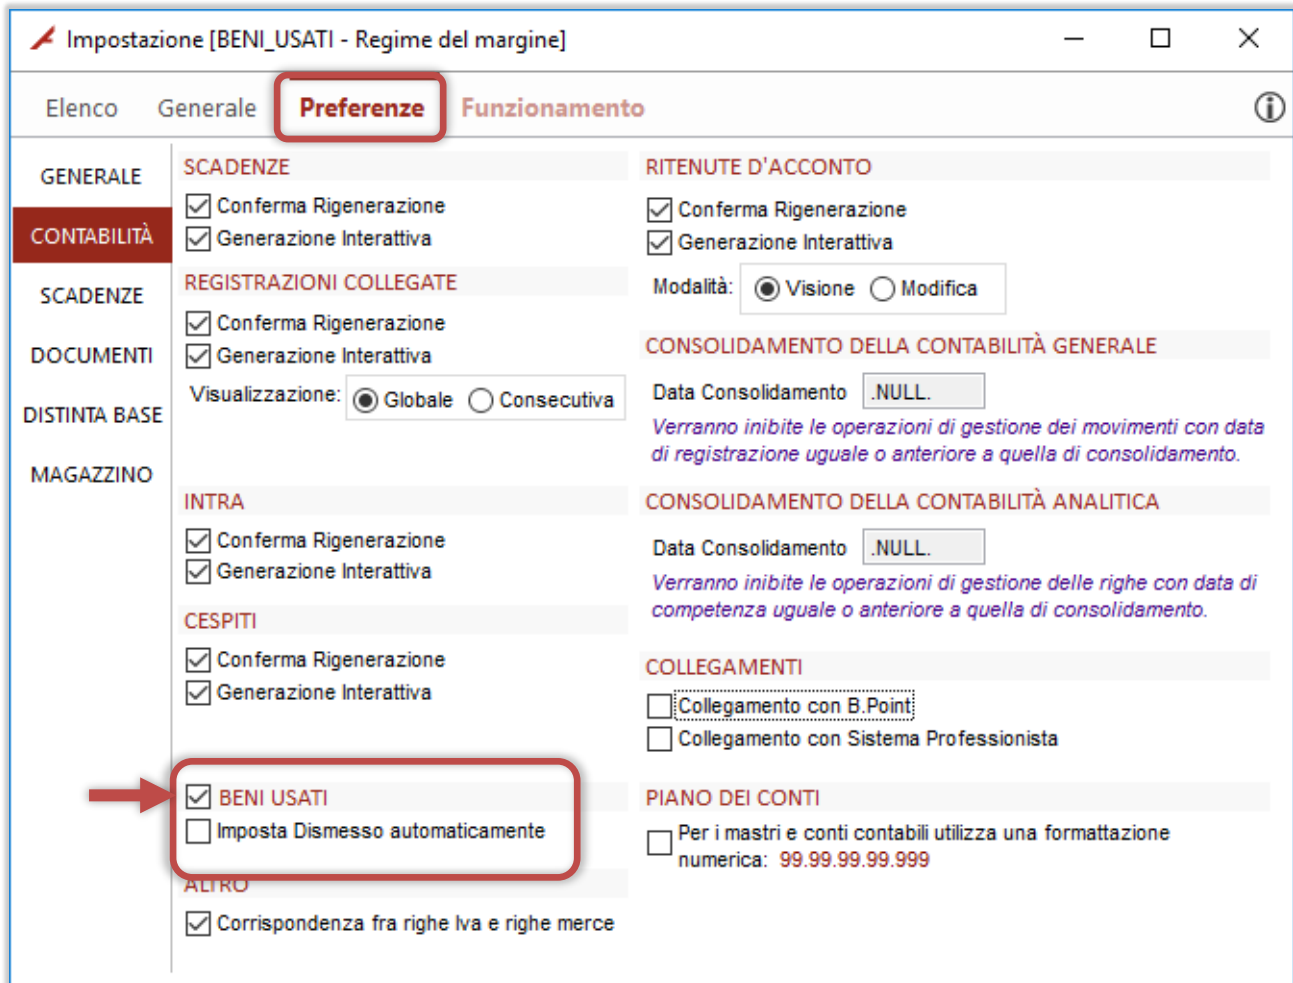 Impostazione [BENI_USATI - Regime del margine]
Elenco Generale Preferenze Funzionamento
GENERALE
CONTABILITÀ
SCADENZE
DOCUMENTI
DISTINTA BASE
MAGAZZINO
SCADENZE
Conferma Rigenerazione
Generazione Interattiva
REGISTRAZIONI COLLEGATE
Conferma Rigenerazione
Generazione Interattiva
Visualizzazione: Globale Consecutiva
INTRA
Conferma Rigenerazione
Generazione Interattiva
CESPITI
Conferma Rigenerazione
Generazione Interattiva
BENI USATI
Imposta Dismesso automaticamente
ALTRO
Corrispondenza fra righe Iva e righe merce
RITENUTE D'ACCONTO
Conferma Rigenerazione
Generazione Interattiva
Modalità: Visione Modifica
CONSOLIDAMENTO DELLA CONTABILITÀ GENERALE
Data Consolidamento .NULL.
Verranno inibite le operazioni di gestione dei movimenti con data
di registrazione uguale o anteriore a quella di consolidamento.
CONSOLIDAMENTO DELLA CONTABILITÀ ANALITICA
Data Consolidamento .NULL.
Verranno inibite le operazioni di gestione delle righe con data di
competenza uguale o anteriore a quella di consolidamento.
COLLEGAMENTI
Collegamento con B.Point
Collegamento con Sistema Professionista
PIANO DEI CONTI
Per i mastri e conti contabili utilizza una formattazione
numerica: 99.99.99.99.999